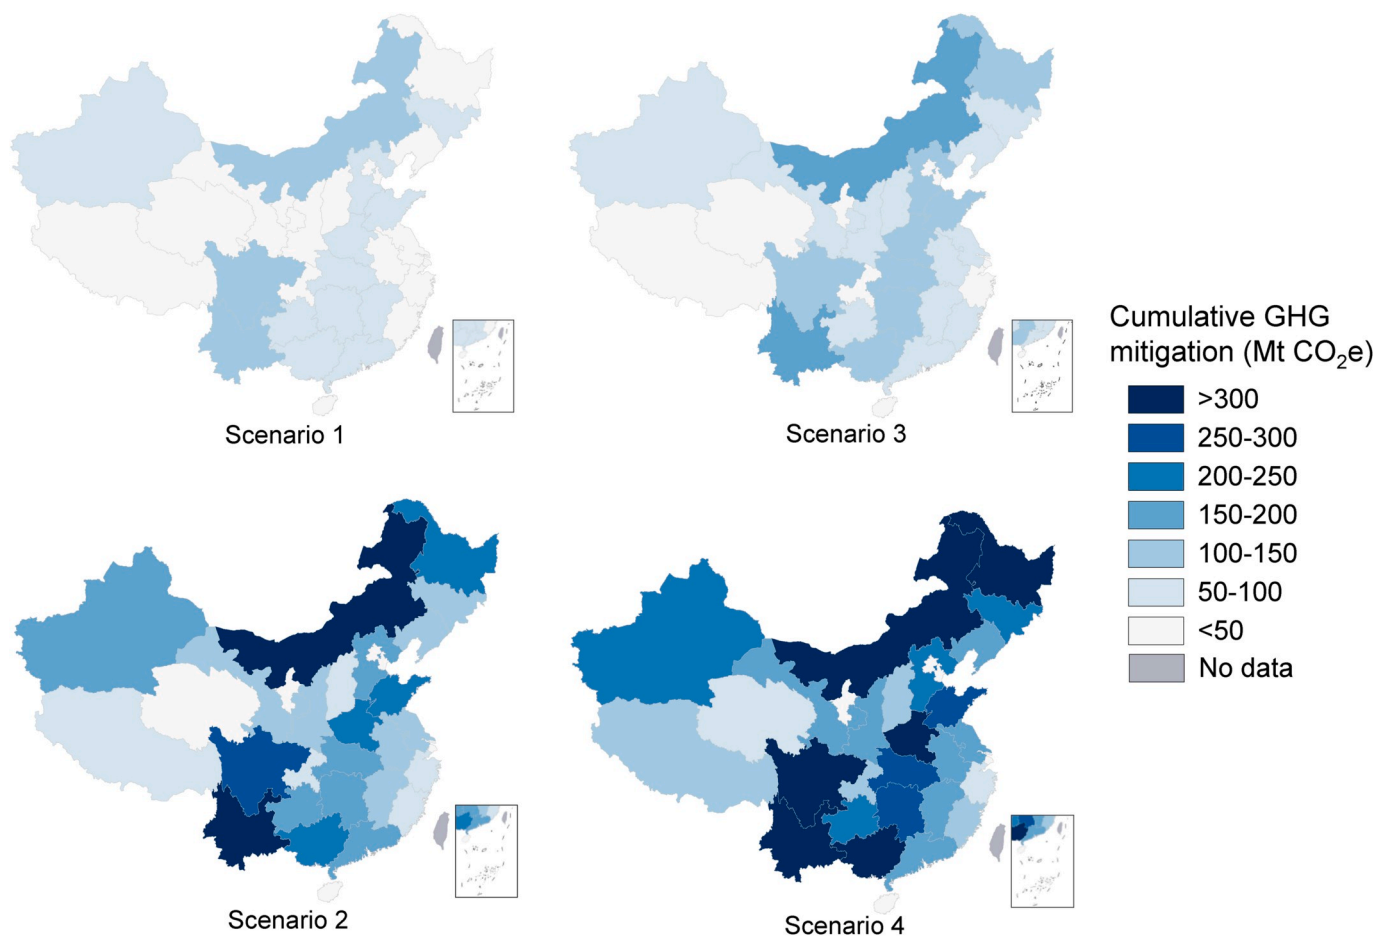 Scenario 1
Scenario 3
Cumulative GHG
mitigation (Mt CO₂e)
>300
250-300
200-250
150-200
100-150
50-100
<50
No data
Scenario 2
Scenario 4